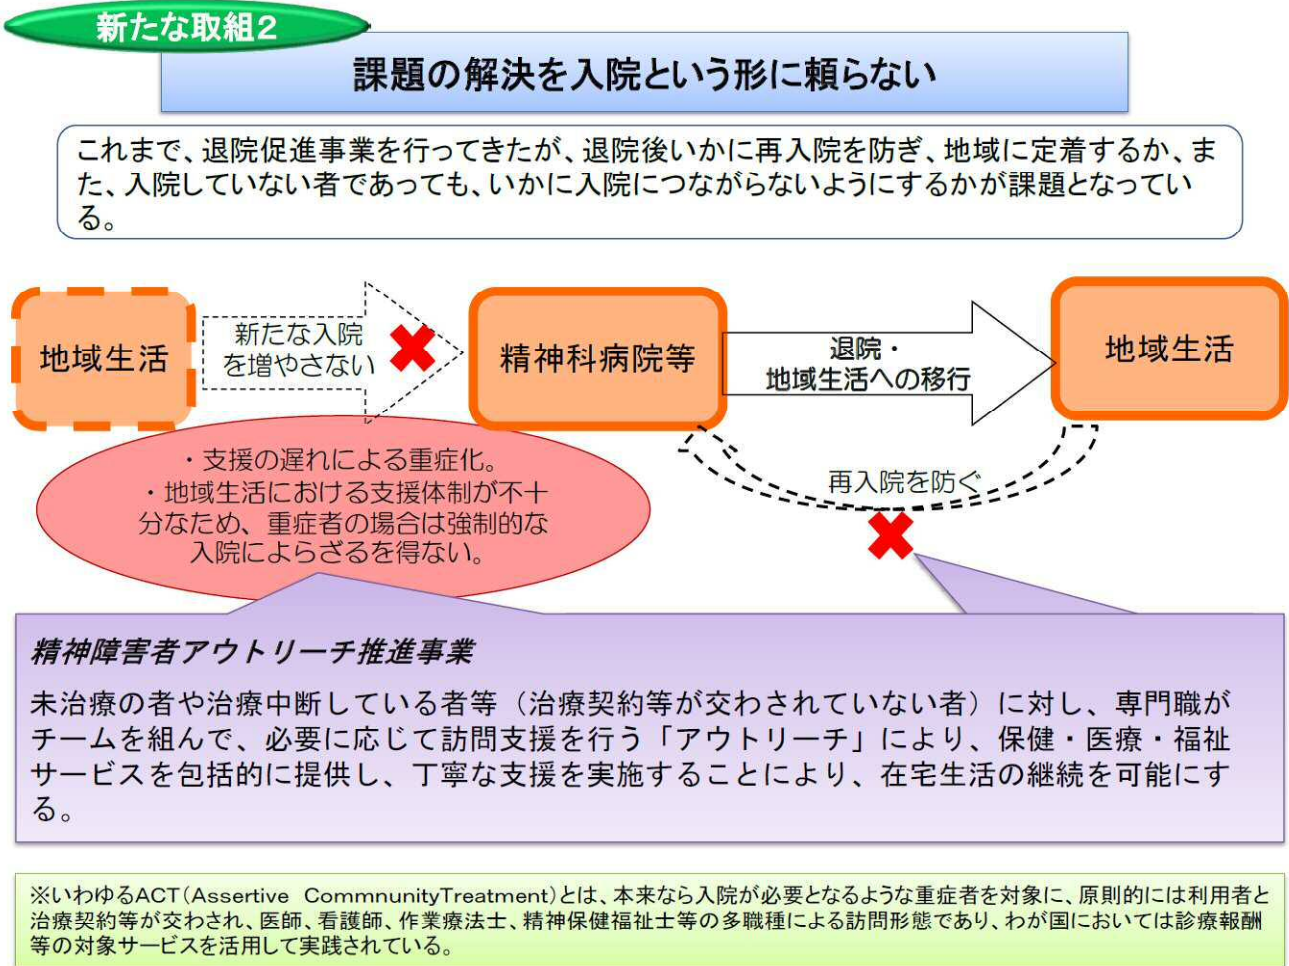 新たな取組2
課題の解決を入院という形に頼らない
これまで、退院促進事業を行ってきたが、退院後いかに再入院を防ぎ、地域に定着するか、ま
た、入院していない者であっても、いかに入院につながらないようにするかが課題となってい
る。
地域生活
新たな入院
を増やさない
精神科病院等
退院・
地域生活への移行
地域生活
・支援の遅れによる重症化。
・地域生活における支援体制が不十
分なため、重症者の場合は強制的な
入院によらざるを得ない。
再入院を防ぐ
精神障害者アウトリーチ推進事業
未治療の者や治療中断している者等（治療契約等が交わされていない者）に対し、専門職が
チームを組んで、必要に応じて訪問支援を行う「アウトリーチ」により、保健・医療・福祉
サービスを包括的に提供し、丁寧な支援を実施することにより、在宅生活の継続を可能にす
る。
※いわゆるACT（Assertive CommnunityTreatment）とは、本来なら入院が必要となるような重症者を対象に、原則的には利用者と
治療契約等が交わされ、医師、看護師、作業療法士、精神保健福祉士等の多職種による訪問形態であり、わが国においては診療報酬
等の対象サービスを活用して実践されている。